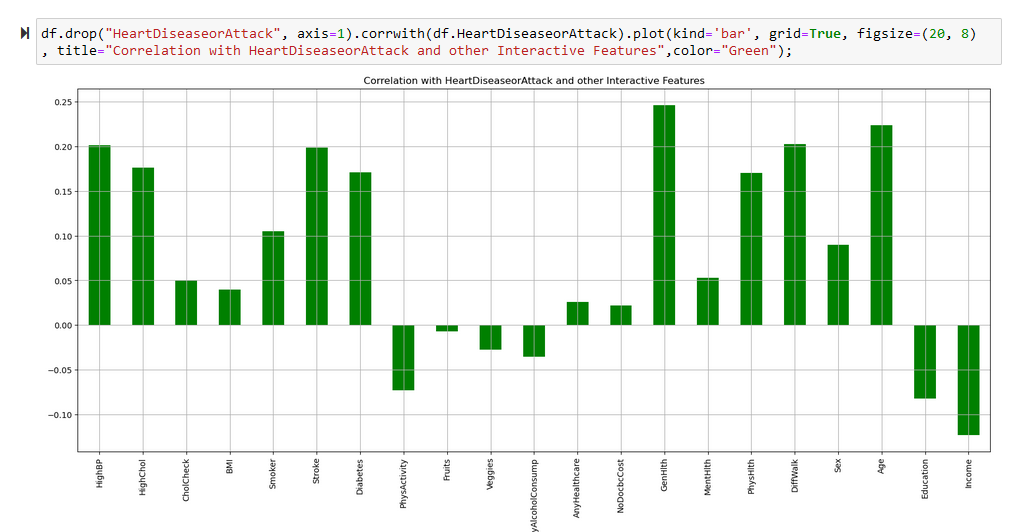 df.drop("HeartDiseaseorAttack", axis=1).corrwith(df.HeartDiseaseorAttack).plot(kind='bar', grid=True, figsize=(20, 8)
, title="Correlation with HeartDiseaseorAttack and other Interactive Features",color="Green");
Correlation with HeartDiseaseorAttack and other Interactive Features
0.25
0.20
0.15
0.10
0.05
0.00
−0.05
−0.10
HighBP
HighChol
CholCheck
BMI
Smoker
Stroke
Diabetes
PhysActivity
Fruits
Veggies
yAlcoholConsump
AnyHealthcare
NoDocbcCost
GenHlth
MentHlth
PhysHlth
DiffWalk
Sex
Age
Education
Income